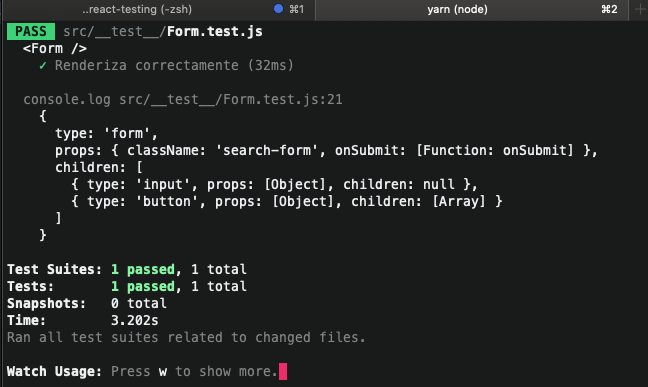 ..react-testing (-zsh) ⌘1 yarn (node) ⌘2 +
PASS src/__test__/Form.test.js
<Form />
✓ Renderiza correctamente (32ms)
console.log src/__test__/Form.test.js:21
{
type: 'form',
props: { className: 'search-form', onSubmit: [Function: onSubmit] },
children: [
{ type: 'input', props: [Object], children: null },
{ type: 'button', props: [Object], children: [Array] }
]
}
Test Suites: 1 passed, 1 total
Tests: 1 passed, 1 total
Snapshots: 0 total
Time: 3.202s
Ran all test suites related to changed files.
Watch Usage: Press w to show more.